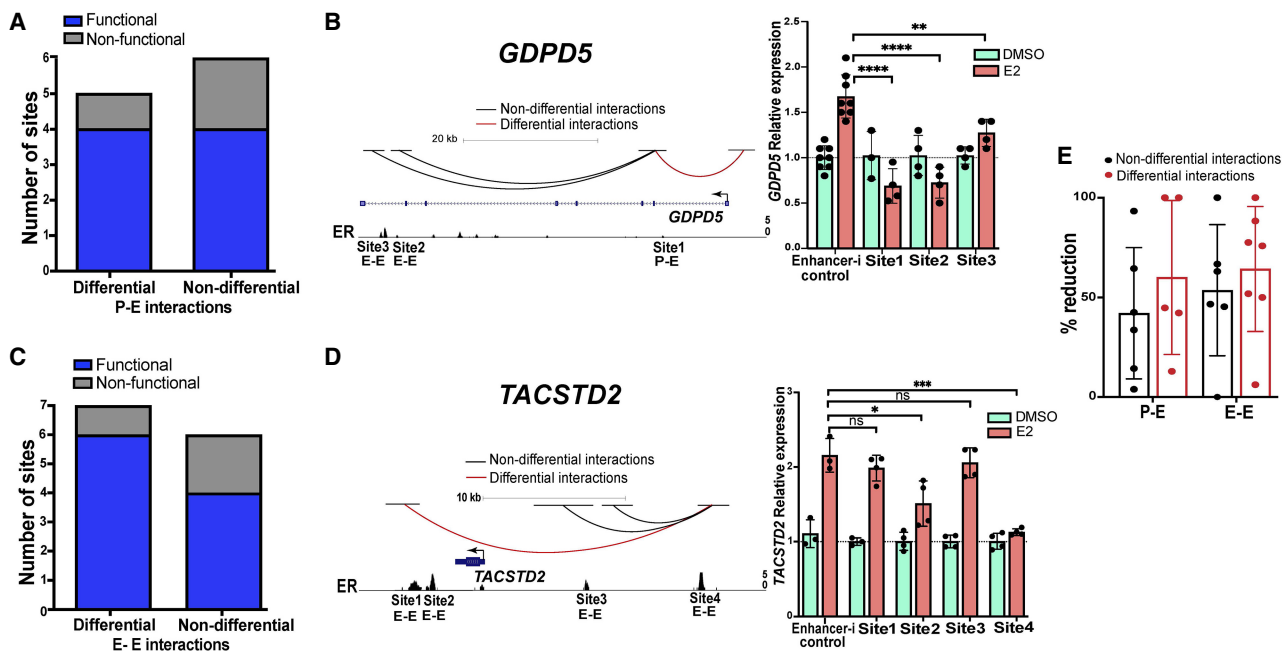 A
Functional
Non-functional
Number of sites
6
5
4
3
2
1
0
Differential Non-differential
P-E interactions
B
GDPD5
Non-differential interactions
Differential interactions
20 kb
GDPD5
ER
5
0
Site3 Site2
E-E E-E
Site1
P-E
GDPD5 Relative expression
2.5
2.0
1.5
1.0
0.5
0.0
**
****
****
DMSO
E2
Enhancer-i
control
Site1 Site2 Site3
C
Functional
Non-functional
Number of sites
7
6
5
4
3
2
1
0
Differential Non-differential
E- E interactions
D
TACSTD2
Non-differential interactions
Differential interactions
10 kb
TACSTD2
ER
5
0
Site1 Site2
E-E E-E
Site3
E-E
Site4
E-E
TACSTD2 Relative expression
3
2
1
0
***
ns
*
ns
DMSO
E2
Enhancer-i
control
Site1 Site2 Site3 Site4
E
Non-differential interactions
Differential interactions
% reduction
100
50
0
P-E E-E